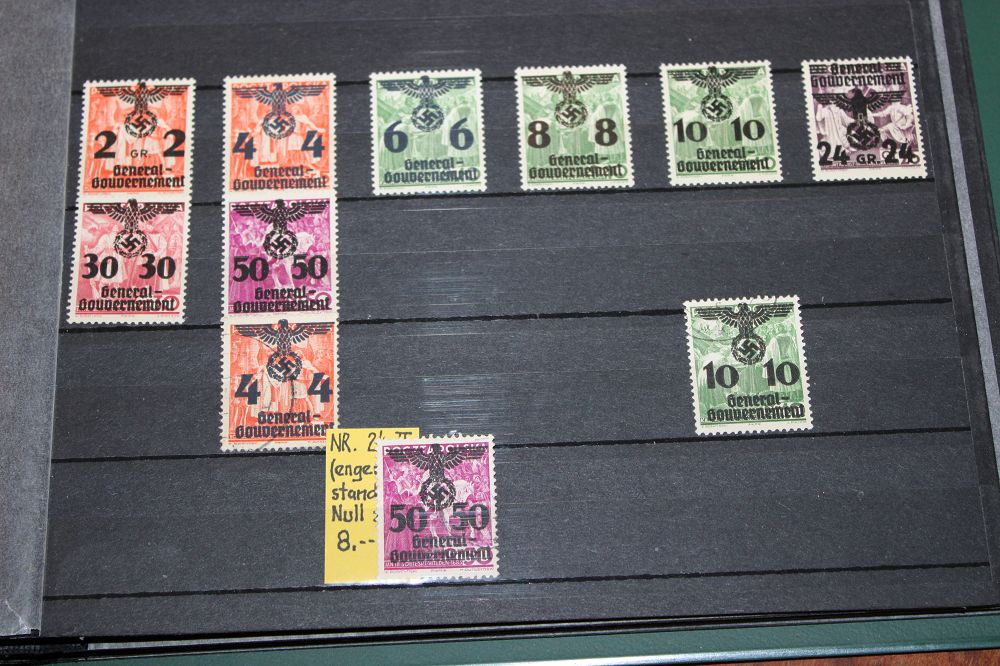 2 GR. 2
General-
Gouvernement
4 4
General-
Gouvernement
6 6
General-
Gouvernement
8 8
General-
Gouvernement
10 10
General-
Gouvernement
General-
Gouvernement
24 GR. 24
30 30
General-
Gouvernement
50 50
General-
Gouvernement
4 4
General-
Gouvernement
10 10
General-
Gouvernement
NR.
Null
8.--
50 50
General-
Gouvernement